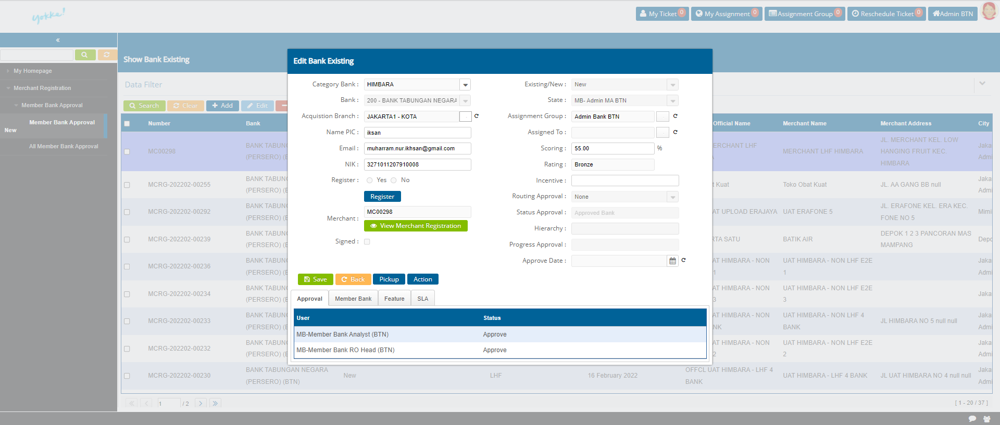 yokke!
My Ticket 0
My Assignment 0
Assignment Group 0
Reschedule Ticket 0
Admin BTN
«
My Homepage
Merchant Registration
Member Bank Approval
Member Bank Approval
New
All Member Bank Approval
Show Bank Existing
Data Filter
Search
Clear
Add
Edit
Number
Bank
Official Name
Merchant Name
Merchant Address
City
MC00298
BANK TABUN
(PERSERO) (E
ERCHANT LHF
MERCHANT LHF HIMBARA
JL. MERCHANT KEL. LOW
HANGING FRUIT KEC.
HIMBARA
Jaka
Admi
MCRG-202202-00255
BANK TABUN
(PERSERO) (E
t Kuat
Toko Obat Kuat
JL. AA GANG BB null
Jaka
Admi
MCRG-202202-00292
BANK TABUN
(PERSERO) (E
AT UPLOAD ERAJAYA
UAT ERAFONE 5
JL. ERAFONE KEL. ERA KEC.
FONE NO 5
Mimi
MCRG-202202-00239
BANK TABUN
(PERSERO) (E
RTA SATU
BATIK AIR
DEPOK 1 2 3 PANCORAN MAS
MAMPANG
Depo
MCRG-202202-00236
BANK TABUN
(PERSERO) (E
AT HIMBARA - NON
1
UAT HIMBARA - NON LHF E2E
1
Jaka
Admi
MCRG-202202-00234
BANK TABUN
(PERSERO) (E
AT HIMBARA - NON
3
UAT HIMBARA - NON LHF E2E
3
Jaka
MCRG-202202-00233
BANK TABUN
(PERSERO) (E
AT HIMBARA - NON
NK
UAT HIMBARA - NON LHF 4
BANK
JL HIMBARA NO 5 null null
Jaka
Admi
MCRG-202202-00232
BANK TABUN
(PERSERO) (E
AT HIMBARA - NON
2
UAT HIMBARA - NON LHF E2E
2
Jaka
Admi
MCRG-202202-00230
BANK TABUNGAN NEGARA
(PERSERO) (BTN)
New
LHF
16 February 2022
OFFCL UAT HIMBARA - LHF 4
BANK
UAT HIMBARA - LHF 4 BANK
JL UAT HIMBARA NO 4 null null
Jaka
Admi
1 / 2
[ 1 - 20 / 37 ]
Edit Bank Existing
Category Bank : HIMBARA
Bank : 200 - BANK TABUNGAN NEGARA
Acquistion Branch : JAKARTA1 - KOTA
Name PIC : iksan
Email : muharram.nur.ikhsan@gmail.com
NIK : 3271011207910008
Register : Yes No
Register
Merchant : MC00298
View Merchant Registration
Signed :
Existing/New : New
State : MB- Admin MA BTN
Assignment Group : Admin Bank BTN
Assigned To :
Scoring : 55.00 %
Rating : Bronze
Incentive :
Routing Approval : None
Status Approval : Approved Bank
Hierarchy :
Progress Approval :
Approve Date :
Save
Back
Pickup
Action
Approval
Member Bank
Feature
SLA
User Status
MB-Member Bank Analyst (BTN) Approve
MB-Member Bank RO Head (BTN) Approve